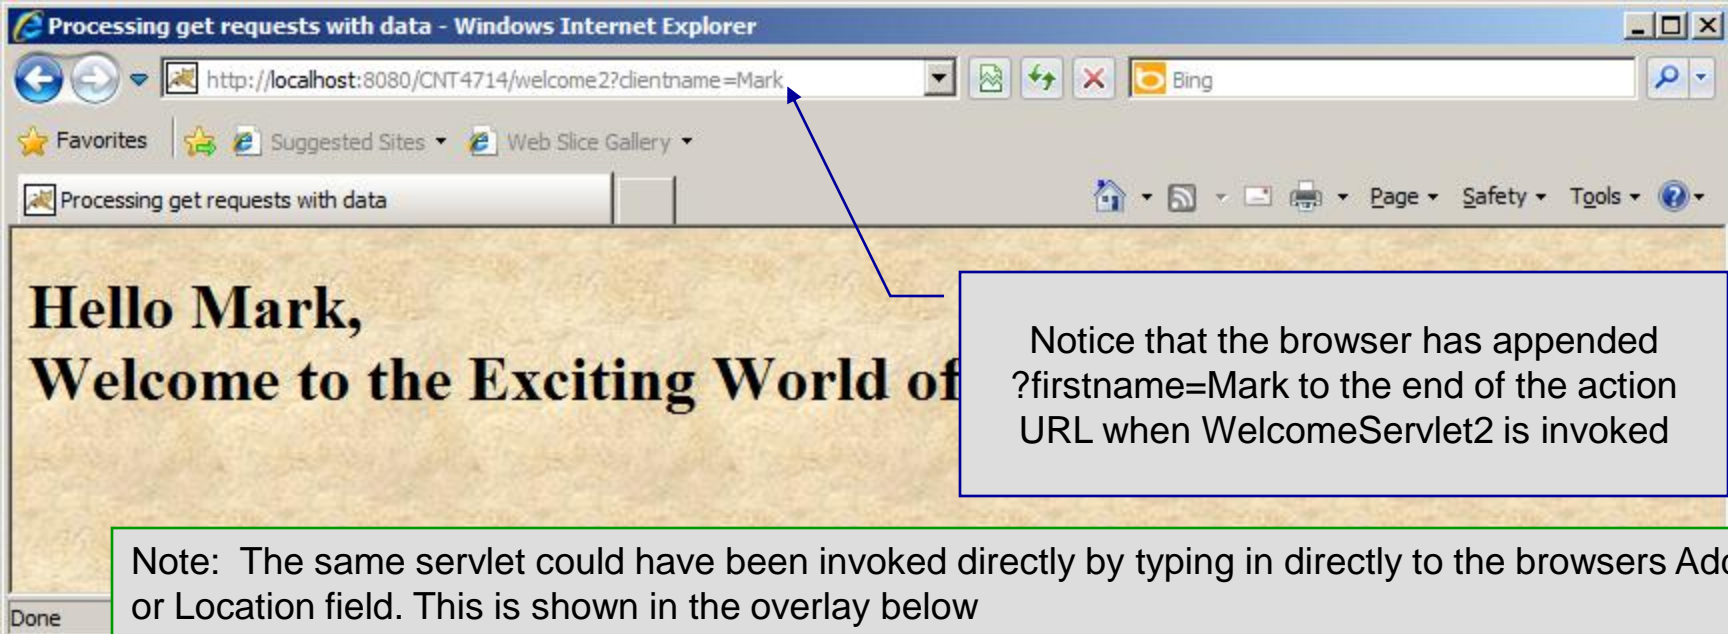 Processing get requests with data - Windows Internet Explorer
http://localhost:8080/CNT4714/welcome2?clientname=Mark
Bing
Favorites
Suggested Sites
Web Slice Gallery
Processing get requests with data
Page
Safety
Tools
Hello Mark,
Welcome to the Exciting World of
Notice that the browser has appended
?firstname=Mark to the end of the action
URL when WelcomeServlet2 is invoked
Note: The same servlet could have been invoked directly by typing in directly to the browsers
or Location field. This is shown in the overlay below
Done